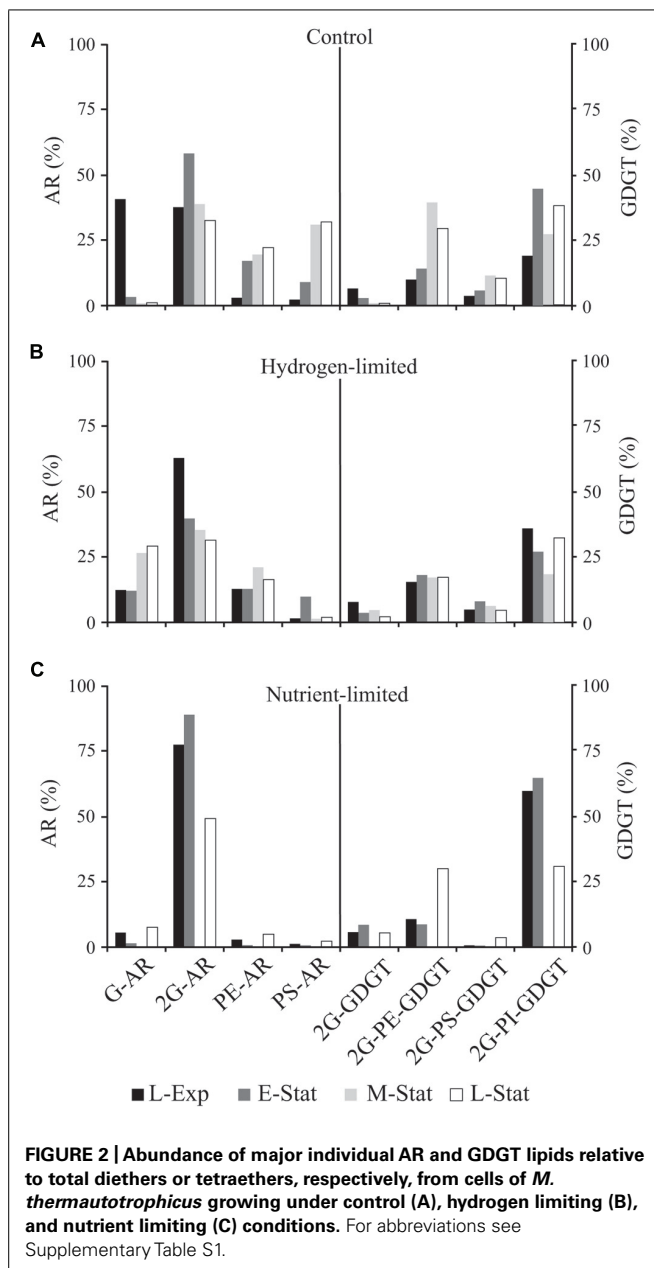 A
Control
100
75
50
25
0
AR (%)
100
75
50
25
0
GDGT (%)
B
Hydrogen-limited
100
75
50
25
0
AR (%)
100
75
50
25
0
GDGT (%)
C
Nutrient-limited
100
75
50
25
0
AR (%)
100
75
50
25
0
GDGT (%)
G-AR
2G-AR
PE-AR
PS-AR
2G-GDGT
2G-PE-GDGT
2G-PS-GDGT
2G-PI-GDGT
L-Exp E-Stat M-Stat L-Stat
FIGURE 2 | Abundance of major individual AR and GDGT lipids relative
to total diethers or tetraethers, respectively, from cells of M.
thermautotrophicus growing under control (A), hydrogen limiting (B),
and nutrient limiting (C) conditions. For abbreviations see
Supplementary Table S1.